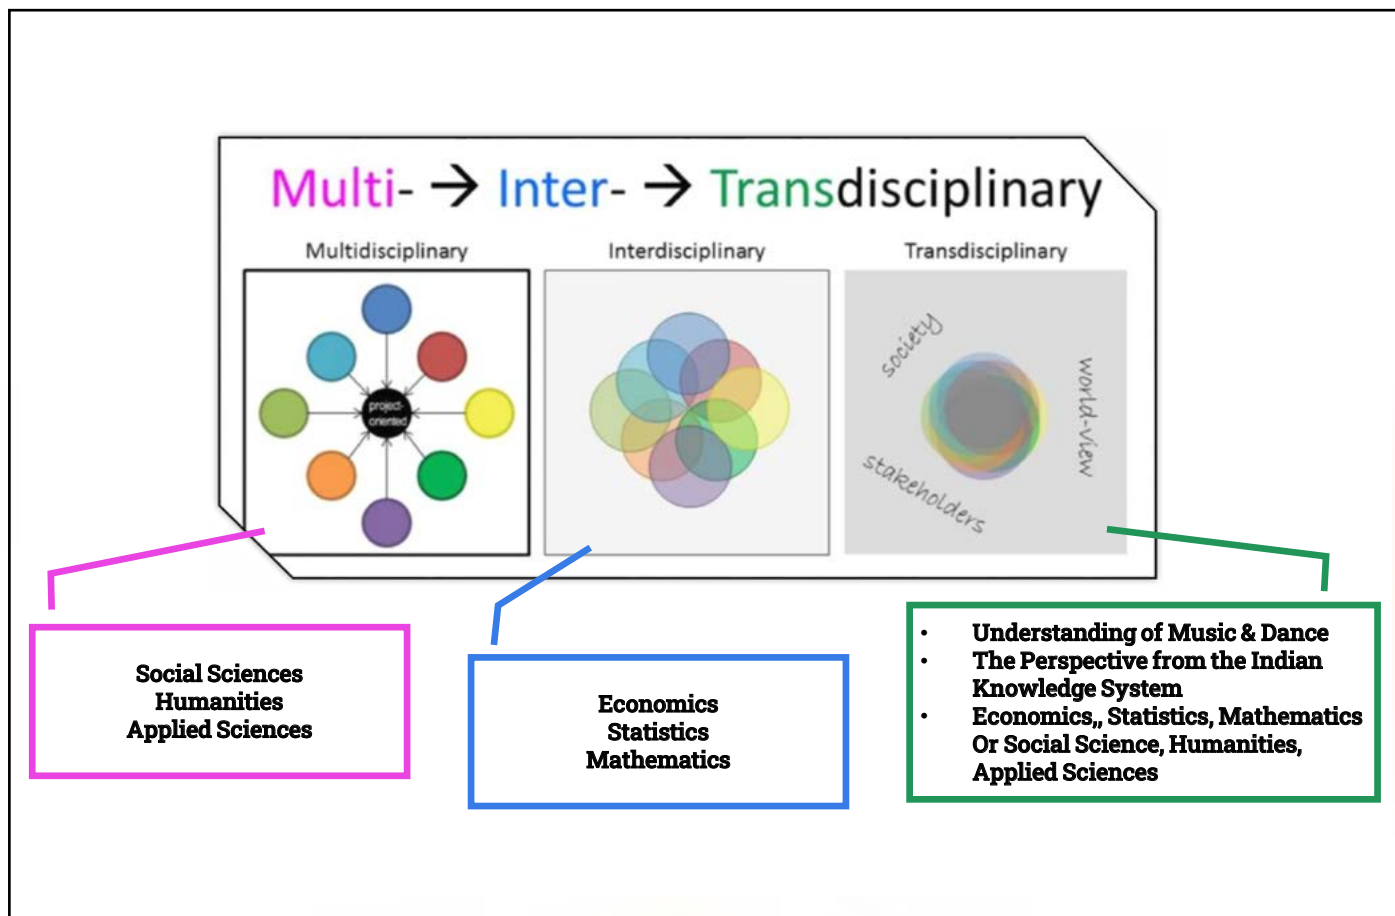 Multi- → Inter- → Transdisciplinary
Multidisciplinary
Interdisciplinary
Transdisciplinary
project-
oriented
society
world-view
stakeholders
Social Sciences
Humanities
Applied Sciences
Economics
Statistics
Mathematics
• Understanding of Music & Dance
• The Perspective from the Indian
Knowledge System
• Economics,, Statistics, Mathematics
Or Social Science, Humanities,
Applied Sciences